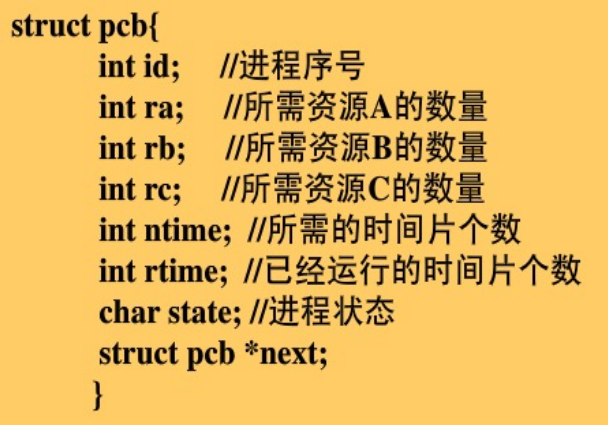 struct pcb{
int id; //进程序号
int ra; //所需资源A的数量
int rb; //所需资源B的数量
int rc; //所需资源C的数量
int ntime; //所需的时间片个数
int rtime; //已经运行的时间片个数
char state; //进程状态
struct pcb *next;
}